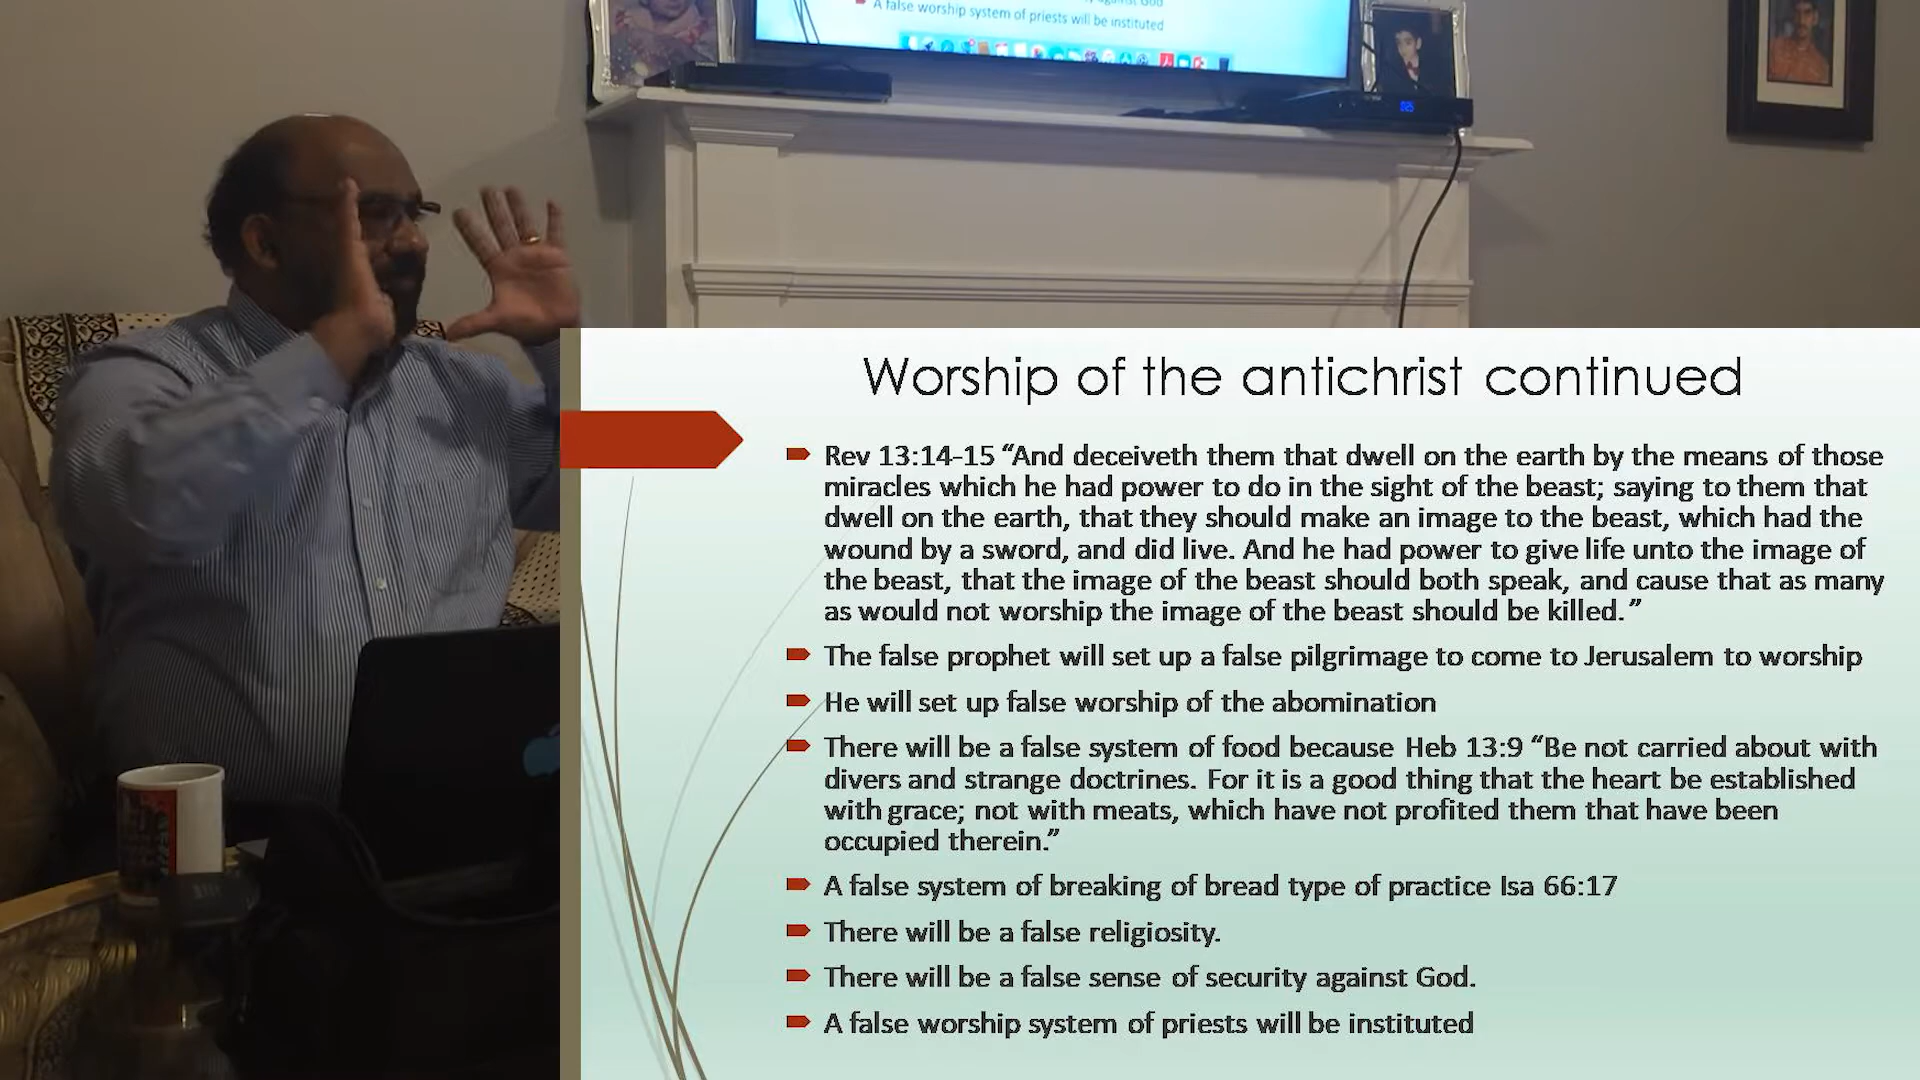 A false worship system of priests will be instituted
Worship of the antichrist continued
Rev 13:14-15 “And deceiveth them that dwell on the earth by the means of those
miracles which he had power to do in the sight of the beast; saying to them that
dwell on the earth, that they should make an image to the beast, which had the
wound by a sword, and did live. And he had power to give life unto the image of
the beast, that the image of the beast should both speak, and cause that as many
as would not worship the image of the beast should be killed.”
The false prophet will set up a false pilgrimage to come to Jerusalem to worship
He will set up false worship of the abomination
There will be a false system of food because Heb 13:9 “Be not carried about with
divers and strange doctrines. For it is a good thing that the heart be established
with grace; not with meats, which have not profited them that have been
occupied therein.”
A false system of breaking of bread type of practice Isa 66:17
There will be a false religiosity.
There will be a false sense of security against God.
A false worship system of priests will be instituted